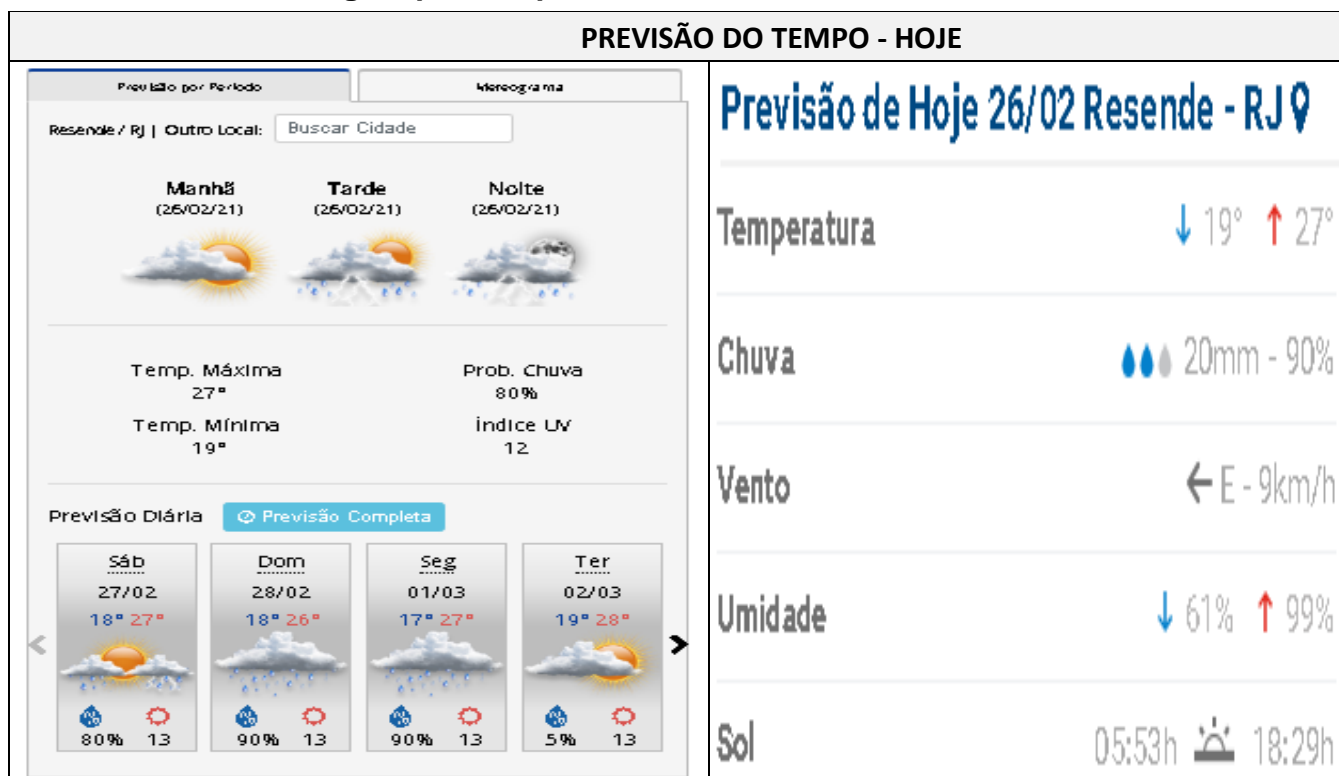 PREVISÃO DO TEMPO - HOJE
Previsão por Período
Meteograma
Resende / RJ | Outro Local: Buscar Cidade
Manhã Tarde Noite
(26/02/21) (26/02/21) (26/02/21)
Temp. Máxima Prob. Chuva
27° 80%
Temp. Mínima Índice UV
19° 12
Previsão Diária Previsão Completa
Sáb Dom Seg Ter
27/02 28/02 01/03 02/03
18° 27° 18° 26° 17° 27° 19° 28°
80% 13 90% 13 90% 13 5% 13
Previsão de Hoje 26/02 Resende - RJ
Temperatura ↓ 19° ↑ 27°
Chuva 20mm - 90%
Vento ← E - 9km/h
Umidade ↓ 61% ↑ 99%
Sol 05:53h 18:29h